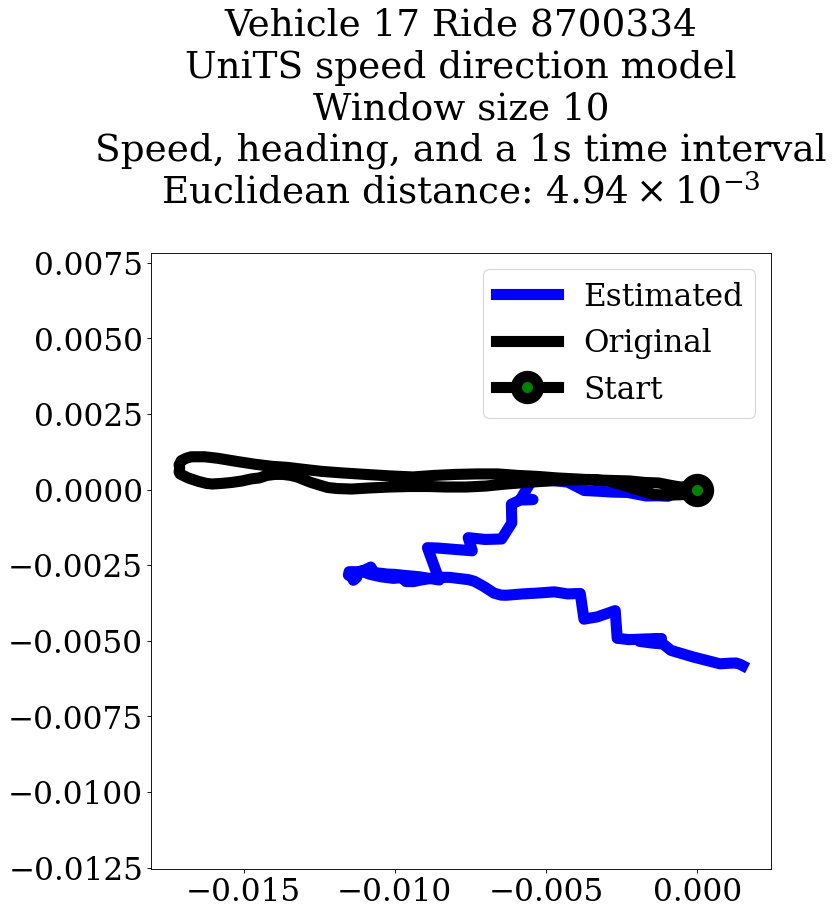 Vehicle 17 Ride 8700334
UniTS speed direction model
Window size 10
Speed, heading, and a 1s time interval
Euclidean distance: 4.94 × 10⁻³
0.0075
0.0050
0.0025
0.0000
−0.0025
−0.0050
−0.0075
−0.0100
−0.0125
Estimated
Original
Start
−0.015 −0.010 −0.005 0.000